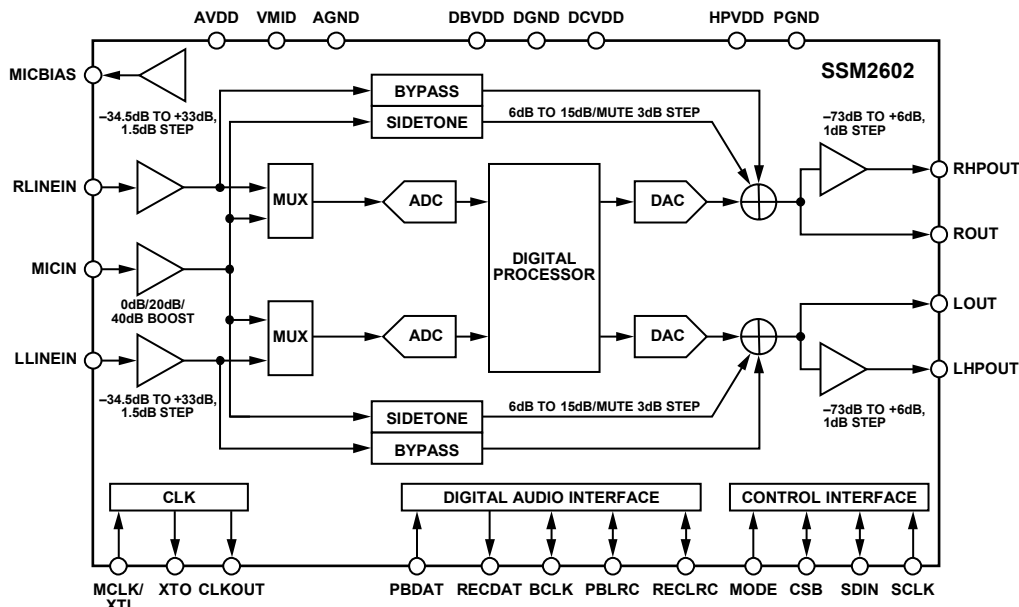 AVDD VMID AGND DBVDD DGND DCVDD HPVDD PGND
SSM2602
MICBIAS
–34.5dB TO +33dB,
1.5dB STEP
BYPASS
SIDETONE
6dB TO 15dB/MUTE 3dB STEP
–73dB TO +6dB,
1dB STEP
RLINEIN
MUX
ADC
DAC
RHPOUT
ROUT
MICIN
0dB/20dB/
40dB BOOST
DIGITAL
PROCESSOR
LLINEIN
–34.5dB TO +33dB,
1.5dB STEP
MUX
ADC
DAC
LOUT
LHPOUT
–73dB TO +6dB,
1dB STEP
SIDETONE
BYPASS
6dB TO 15dB/MUTE 3dB STEP
CLK
DIGITAL AUDIO INTERFACE
CONTROL INTERFACE
MCLK/
XTI
XTO CLKOUT
PBDAT RECDAT BCLK PBLRC RECLRC
MODE CSB SDIN SCLK